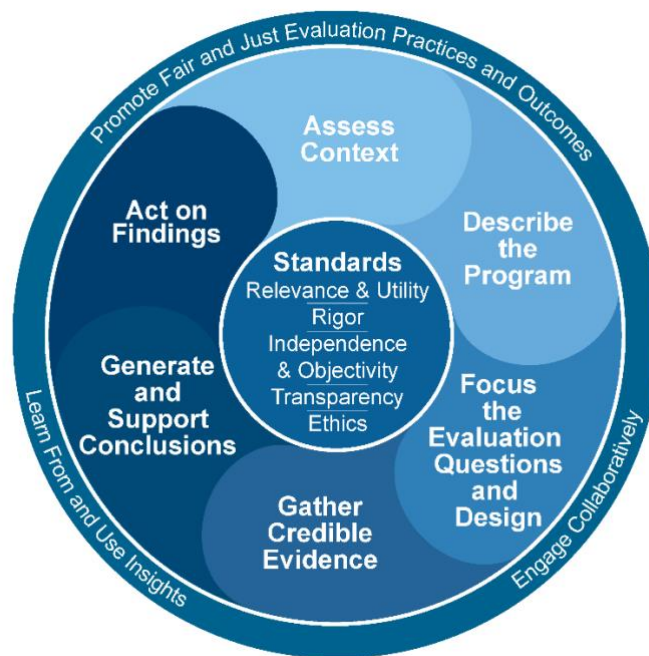 Promote Fair and Just Evaluation Practices and Outcomes
Assess
Context
Describe
the
Program
Focus
the
Evaluation
Questions
and
Design
Gather
Credible
Evidence
Generate
and
Support
Conclusions
Act on
Findings
Standards
Relevance & Utility
Rigor
Independence
& Objectivity
Transparency
Ethics
Engage Collaboratively
Learn From and Use Insights